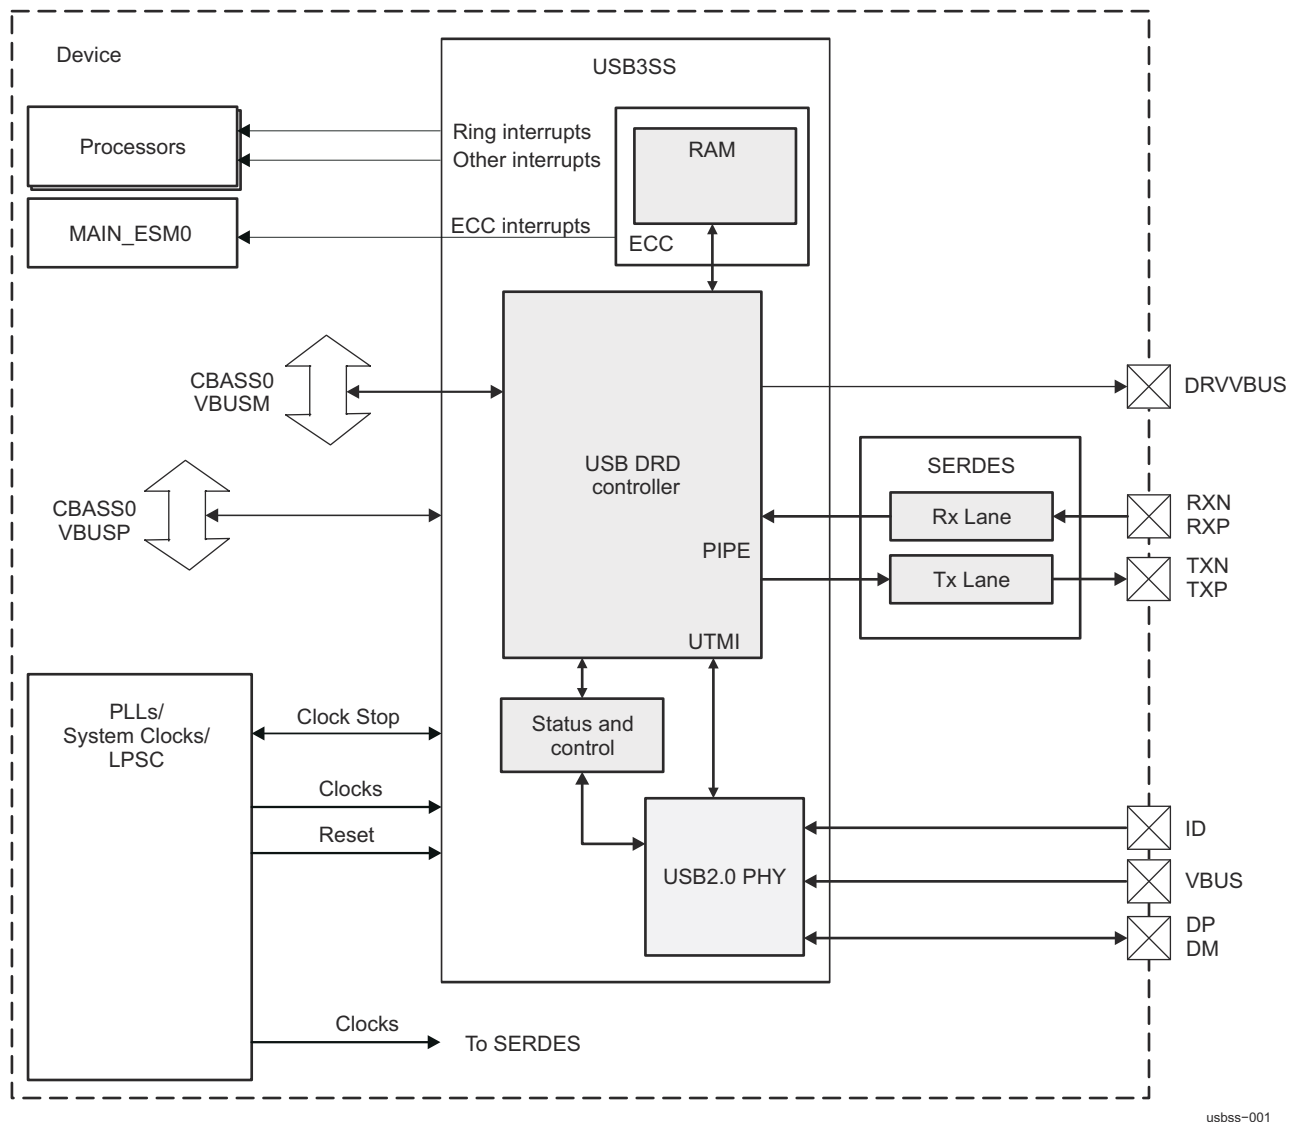 Device
USB3SS
Processors
Ring interrupts
Other interrupts
RAM
MAIN_ESM0
ECC interrupts
ECC
CBASS0
VBUSM
DRVVBUS
USB DRD
controller
SERDES
CBASS0
VBUSP
Rx Lane
RXN
RXP
PIPE
Tx Lane
TXN
TXP
UTMI
PLLs/
System Clocks/
LPSC
Clock Stop
Status and
control
Clocks
Reset
ID
USB2.0 PHY
VBUS
DP
DM
Clocks
To SERDES
usbss−001